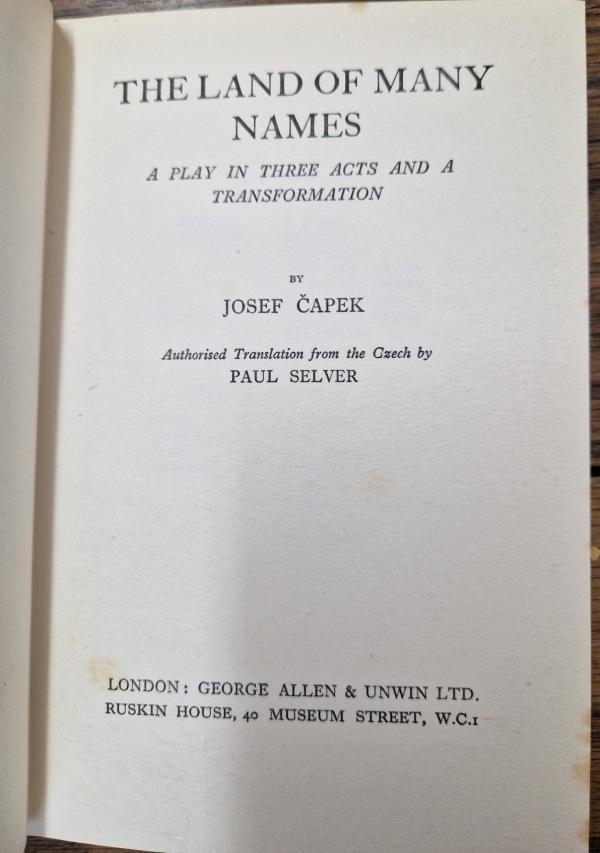 THE LAND OF MANY
NAMES
A PLAY IN THREE ACTS AND A
TRANSFORMATION
BY
JOSEF ČAPEK
Authorised Translation from the Czech by
PAUL SELVER
LONDON: GEORGE ALLEN & UNWIN LTD.
RUSKIN HOUSE, 40 MUSEUM STREET, W.C.1